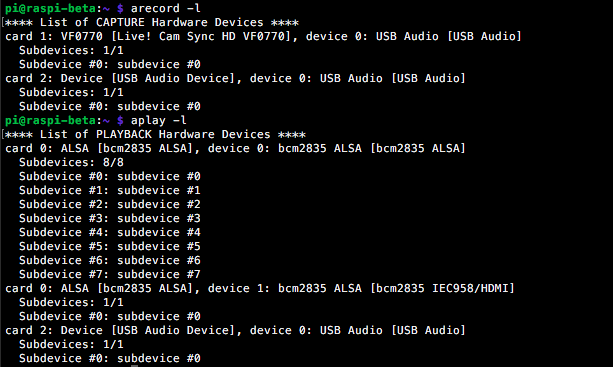 pi@raspi-beta:~ $ arecord -l
**** List of CAPTURE Hardware Devices ****
card 1: VF0770 [Live! Cam Sync HD VF0770], device 0: USB Audio [USB Audio]
  Subdevices: 1/1
  Subdevice #0: subdevice #0
card 2: Device [USB Audio Device], device 0: USB Audio [USB Audio]
  Subdevices: 1/1
  Subdevice #0: subdevice #0
pi@raspi-beta:~ $ aplay -l
**** List of PLAYBACK Hardware Devices ****
card 0: ALSA [bcm2835 ALSA], device 0: bcm2835 ALSA [bcm2835 ALSA]
  Subdevices: 8/8
  Subdevice #0: subdevice #0
  Subdevice #1: subdevice #1
  Subdevice #2: subdevice #2
  Subdevice #3: subdevice #3
  Subdevice #4: subdevice #4
  Subdevice #5: subdevice #5
  Subdevice #6: subdevice #6
  Subdevice #7: subdevice #7
card 0: ALSA [bcm2835 ALSA], device 1: bcm2835 ALSA [bcm2835 IEC958/HDMI]
  Subdevices: 1/1
  Subdevice #0: subdevice #0
card 2: Device [USB Audio Device], device 0: USB Audio [USB Audio]
  Subdevices: 1/1
  Subdevice #0: subdevice #0